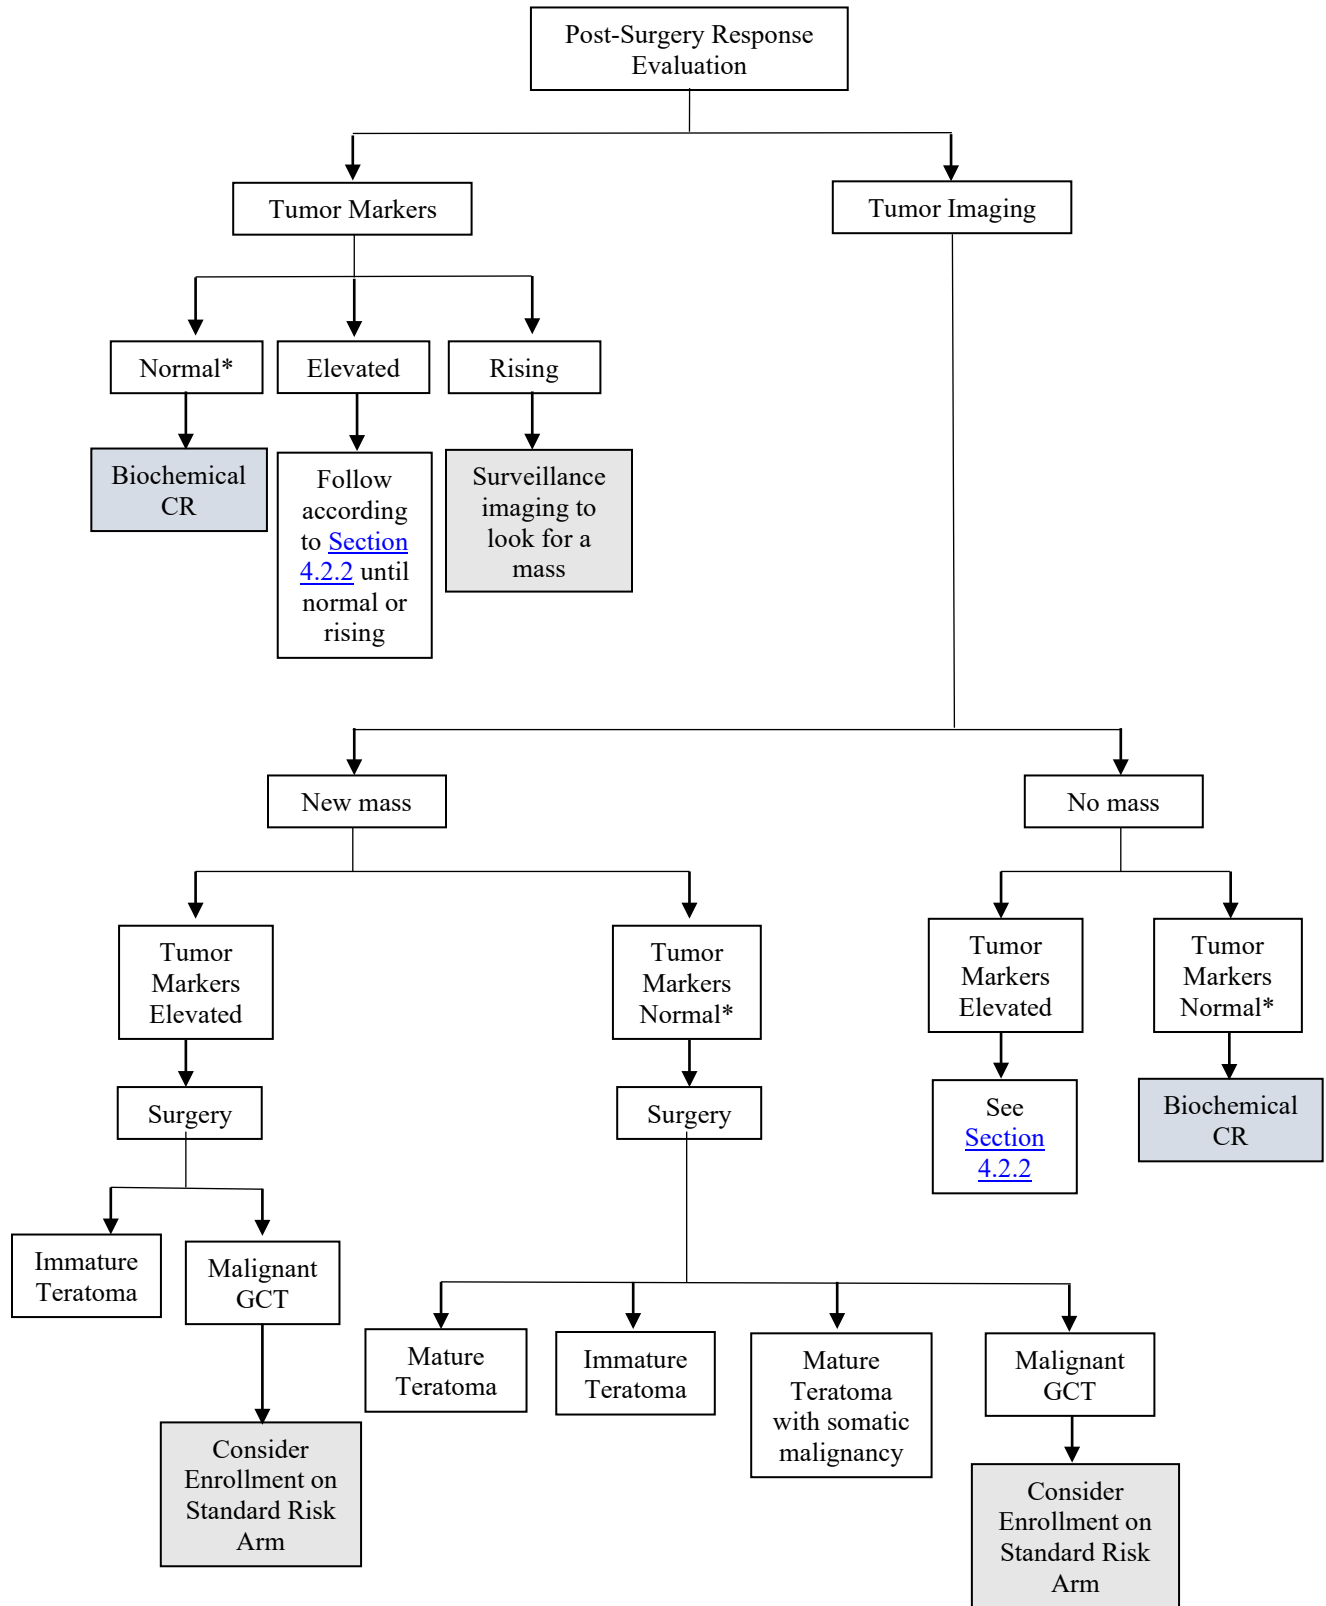 Post-Surgery Response
Evaluation
Tumor Markers
Tumor Imaging
Normal*
Elevated
Rising
Biochemical
CR
Follow
according
to Section
4.2.2 until
normal or
rising
Surveillance
imaging to
look for a
mass
New mass
No mass
Tumor
Markers
Elevated
Tumor
Markers
Normal*
Tumor
Markers
Elevated
Tumor
Markers
Normal*
Surgery
Surgery
See
Section
4.2.2
Biochemical
CR
Immature
Teratoma
Malignant
GCT
Mature
Teratoma
Immature
Teratoma
Mature
Teratoma
with somatic
malignancy
Malignant
GCT
Consider
Enrollment on
Standard Risk
Arm
Consider
Enrollment on
Standard Risk
Arm